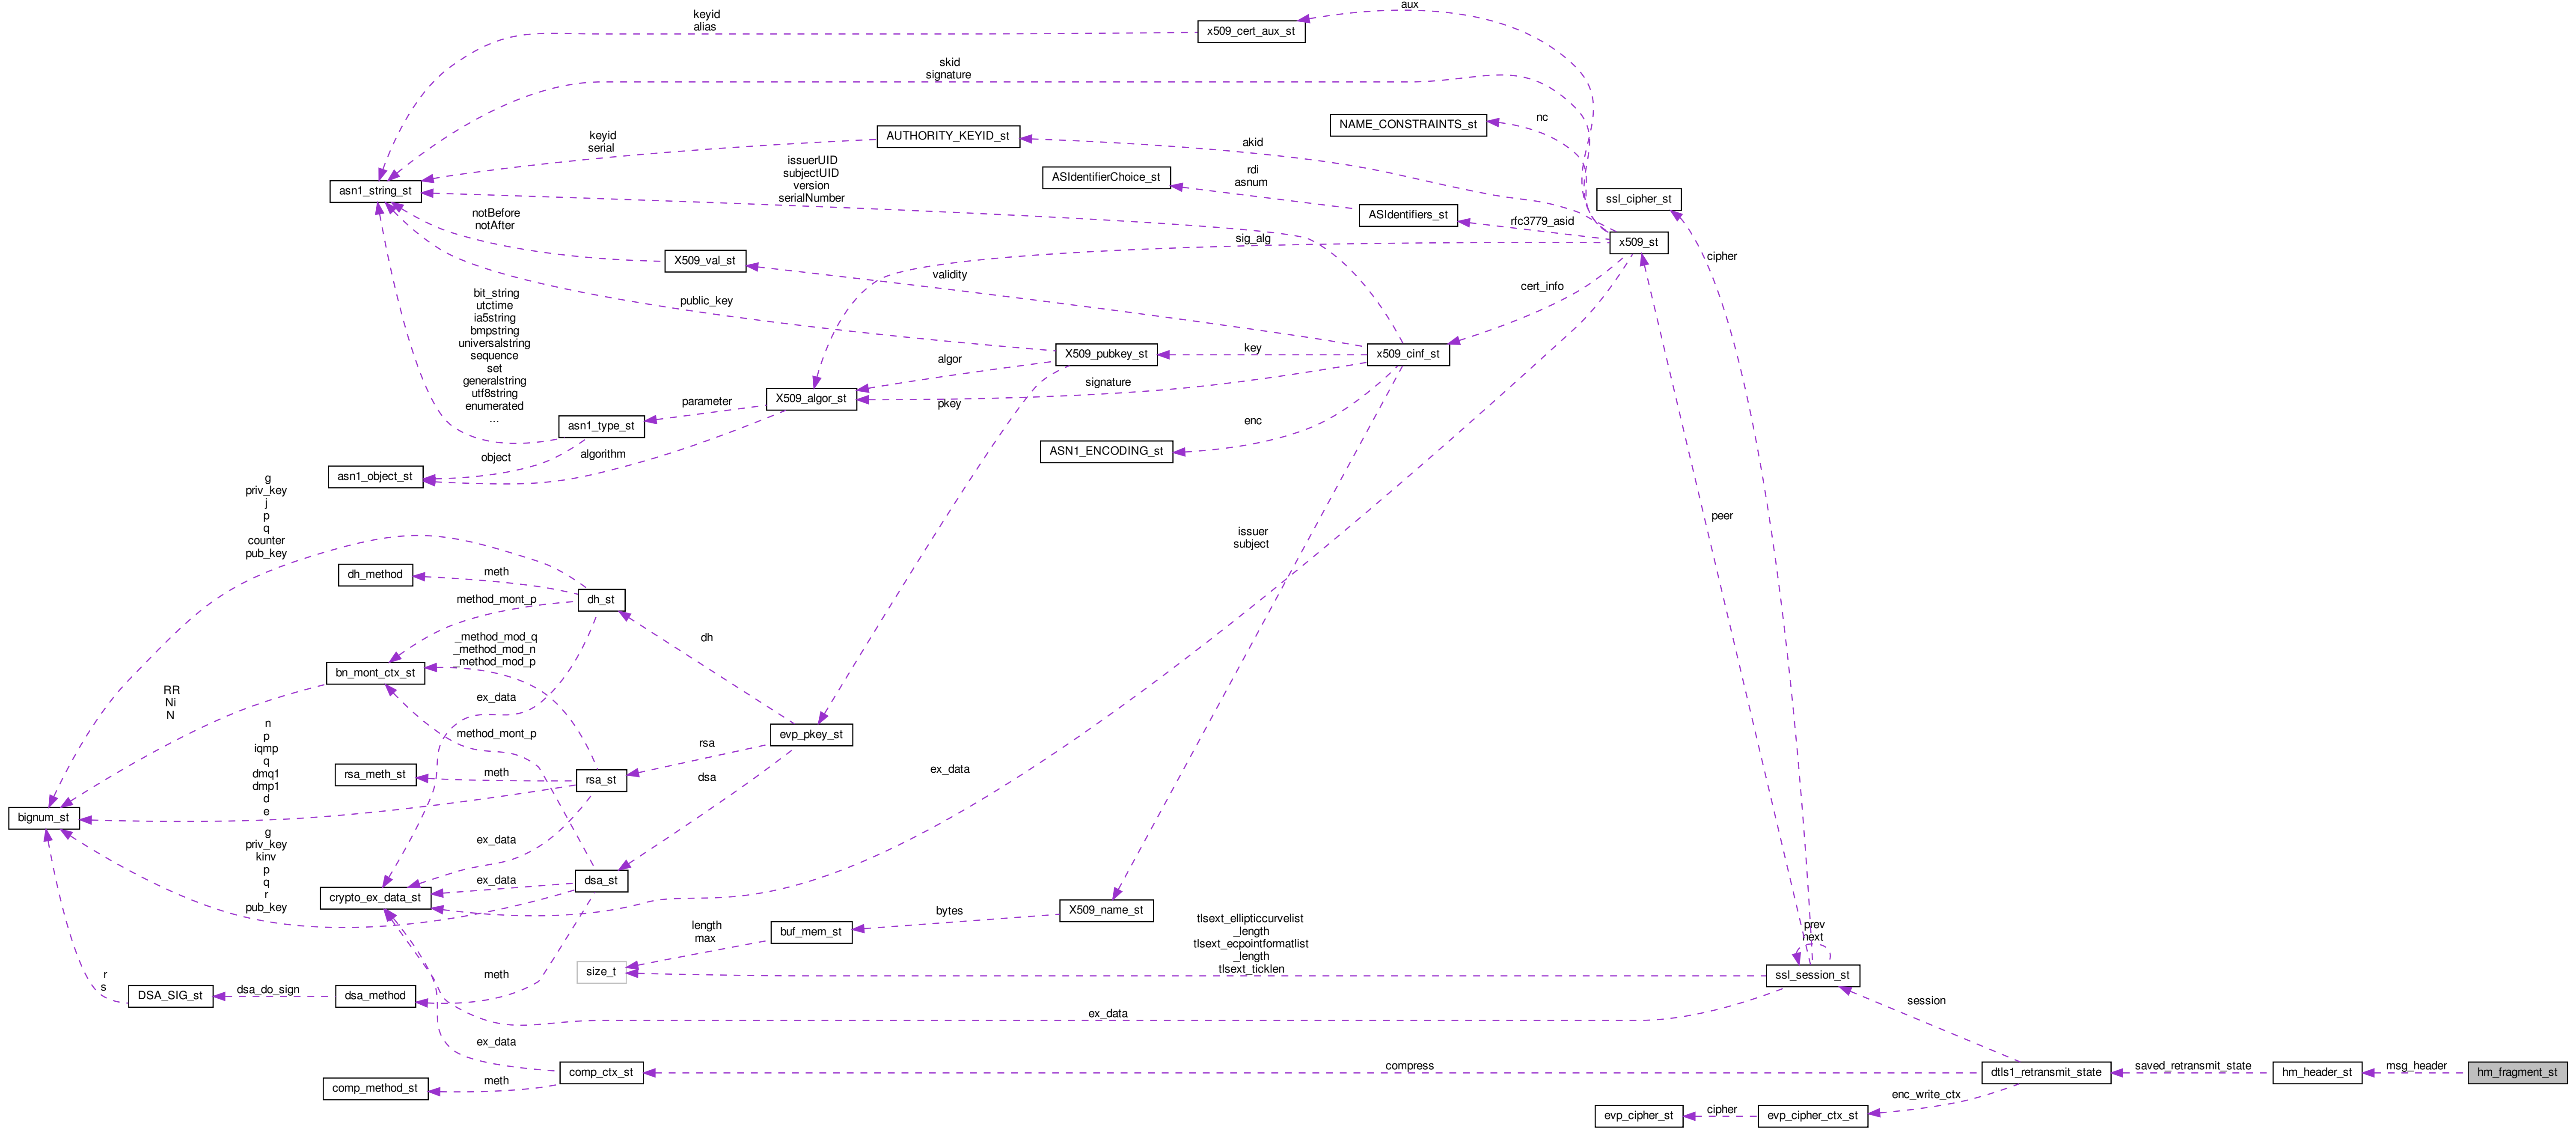 aux
keyid
alias
x509_cert_aux_st
skid
signature
NAME_CONSTRAINTS_st
nc
AUTHORITY_KEYID_st
keyid
serial
akid
issuerUID
subjectUID
version
serialNumber
ASIdentifierChoice_st
rdi
asnum
asn1_string_st
ssl_cipher_st
ASIdentifiers_st
rfc3779_asid
notBefore
notAfter
sig_alg
x509_st
X509_val_st
cipher
validity
cert_info
bit_string
utctime
ia5string
bmpstring
universalstring
sequence
set
generalstring
utf8string
enumerated
...
public_key
X509_pubkey_st
key
x509_cinf_st
algor
signature
X509_algor_st
pkey
parameter
asn1_type_st
enc
ASN1_ENCODING_st
object
algorithm
asn1_object_st
g
priv_key
j
p
q
counter
pub_key
peer
issuer
subject
dh_method
meth
dh_st
method_mont_p
_method_mod_q
_method_mod_n
_method_mod_p
dh
bn_mont_ctx_st
RR
Ni
N
ex_data
method_mont_p
evp_pkey_st
n
p
iqmp
q
dmq1
dmp1
d
e
rsa
rsa_meth_st
meth
rsa_st
dsa
ex_data
bignum_st
g
priv_key
kinv
p
q
r
pub_key
ex_data
dsa_st
ex_data
crypto_ex_data_st
X509_name_st
bytes
buf_mem_st
length
max
tlsext_ellipticcurvelist
_length
tlsext_ecpointformatlist
_length
tlsext_ticklen
prev
next
size_t
ssl_session_st
r
s
DSA_SIG_st
dsa_do_sign
dsa_method
meth
session
ex_data
ex_data
comp_ctx_st
compress
dtls1_retransmit_state
saved_retransmit_state
hm_header_st
msg_header
hm_fragment_st
comp_method_st
meth
enc_write_ctx
evp_cipher_st
cipher
evp_cipher_ctx_st